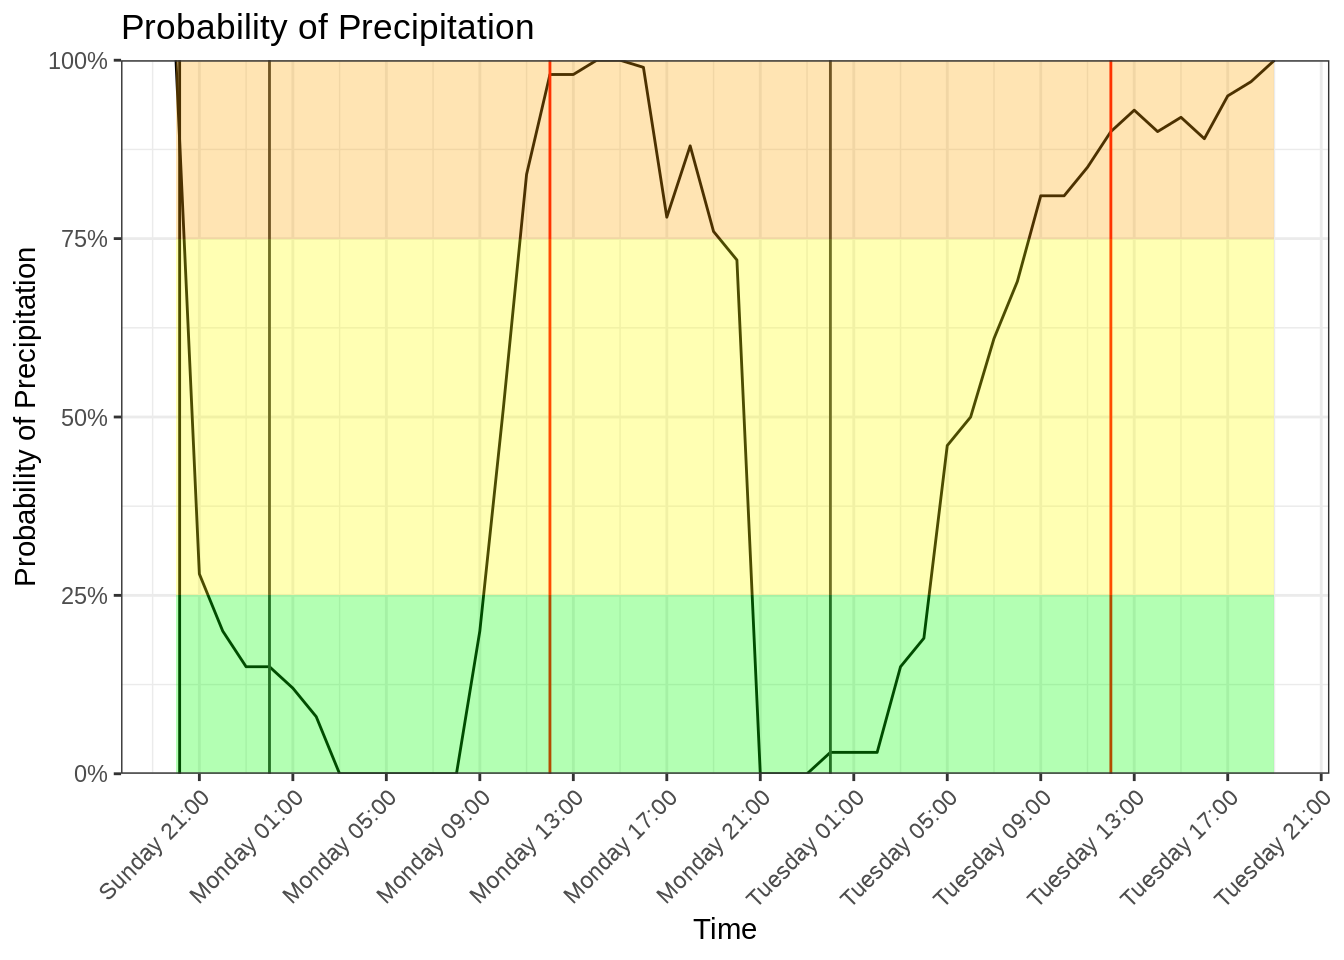 Probability of Precipitation
100%
75%
50%
25%
0%
Probability of Precipitation
Sunday 21:00
Monday 01:00
Monday 05:00
Monday 09:00
Monday 13:00
Monday 17:00
Monday 21:00
Tuesday 01:00
Tuesday 05:00
Tuesday 09:00
Tuesday 13:00
Tuesday 17:00
Tuesday 21:00
Time